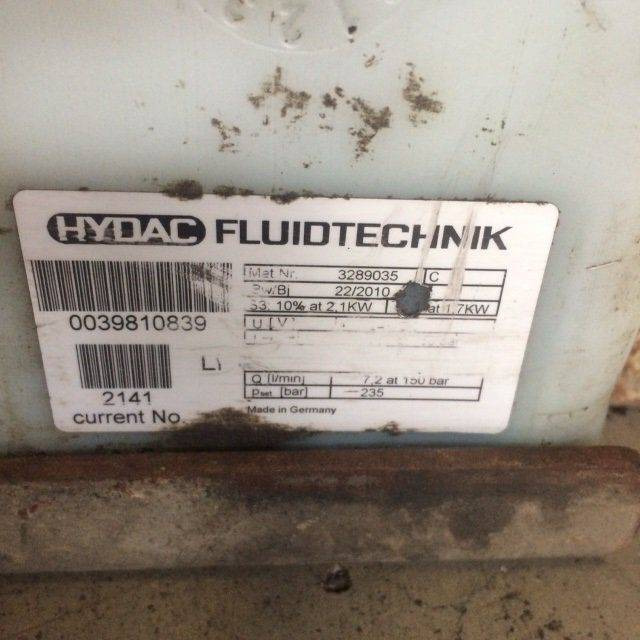 HYDAC FLUIDTECHNIK
Mat Nr. 3289035 C
22/2010
S3: 10% at 2,1KW at 1,7KW
0039810839
U [V]
2141
current No
Q [l/min] 7,2 at 150 bar
Pset [bar] 235
Made in Germany